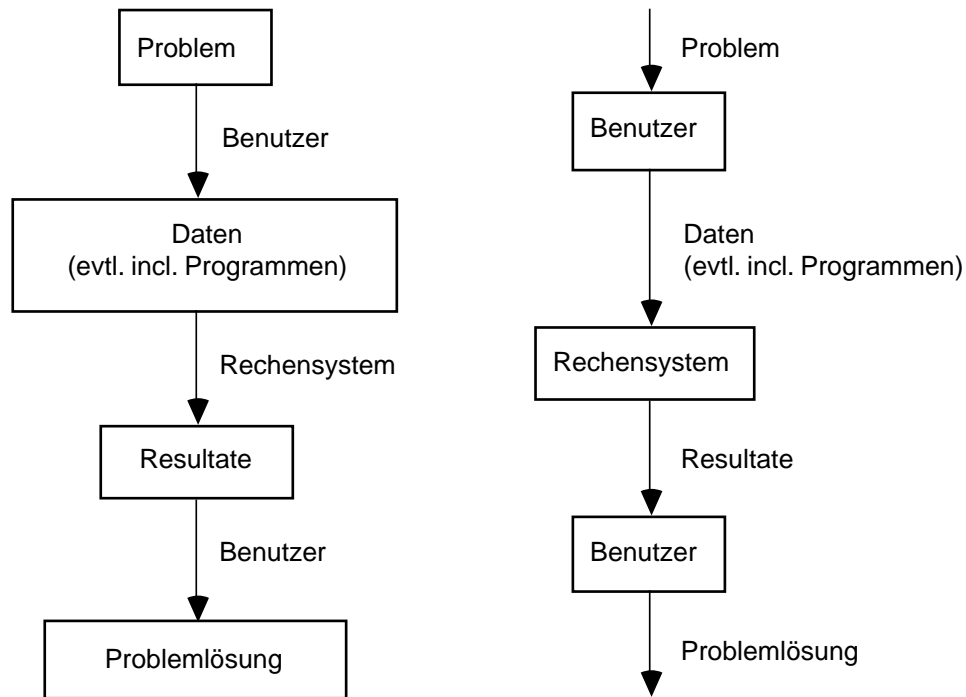 Problem
Benutzer
Daten
(evtl. incl. Programmen)
Rechensystem
Resultate
Benutzer
Problemlösung
Problem
Benutzer
Daten
(evtl. incl. Programmen)
Rechensystem
Resultate
Benutzer
Problemlösung